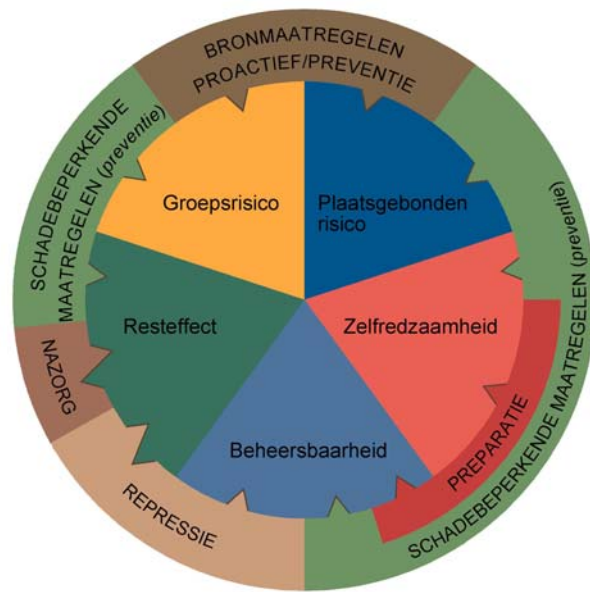 BRONMAATREGELEN
PROACTIEF/PREVENTIE
SCHADEBEPERKENDE
MAATREGELEN (preventie)
Groepsrisico
Plaatsgebonden
risico
SCHADEBEPERKENDE MAATREGELEN (preventie)
Resteffect
Zelfredzaamheid
NAZORG
Beheersbaarheid
PREPARATIE
REPRESSIE